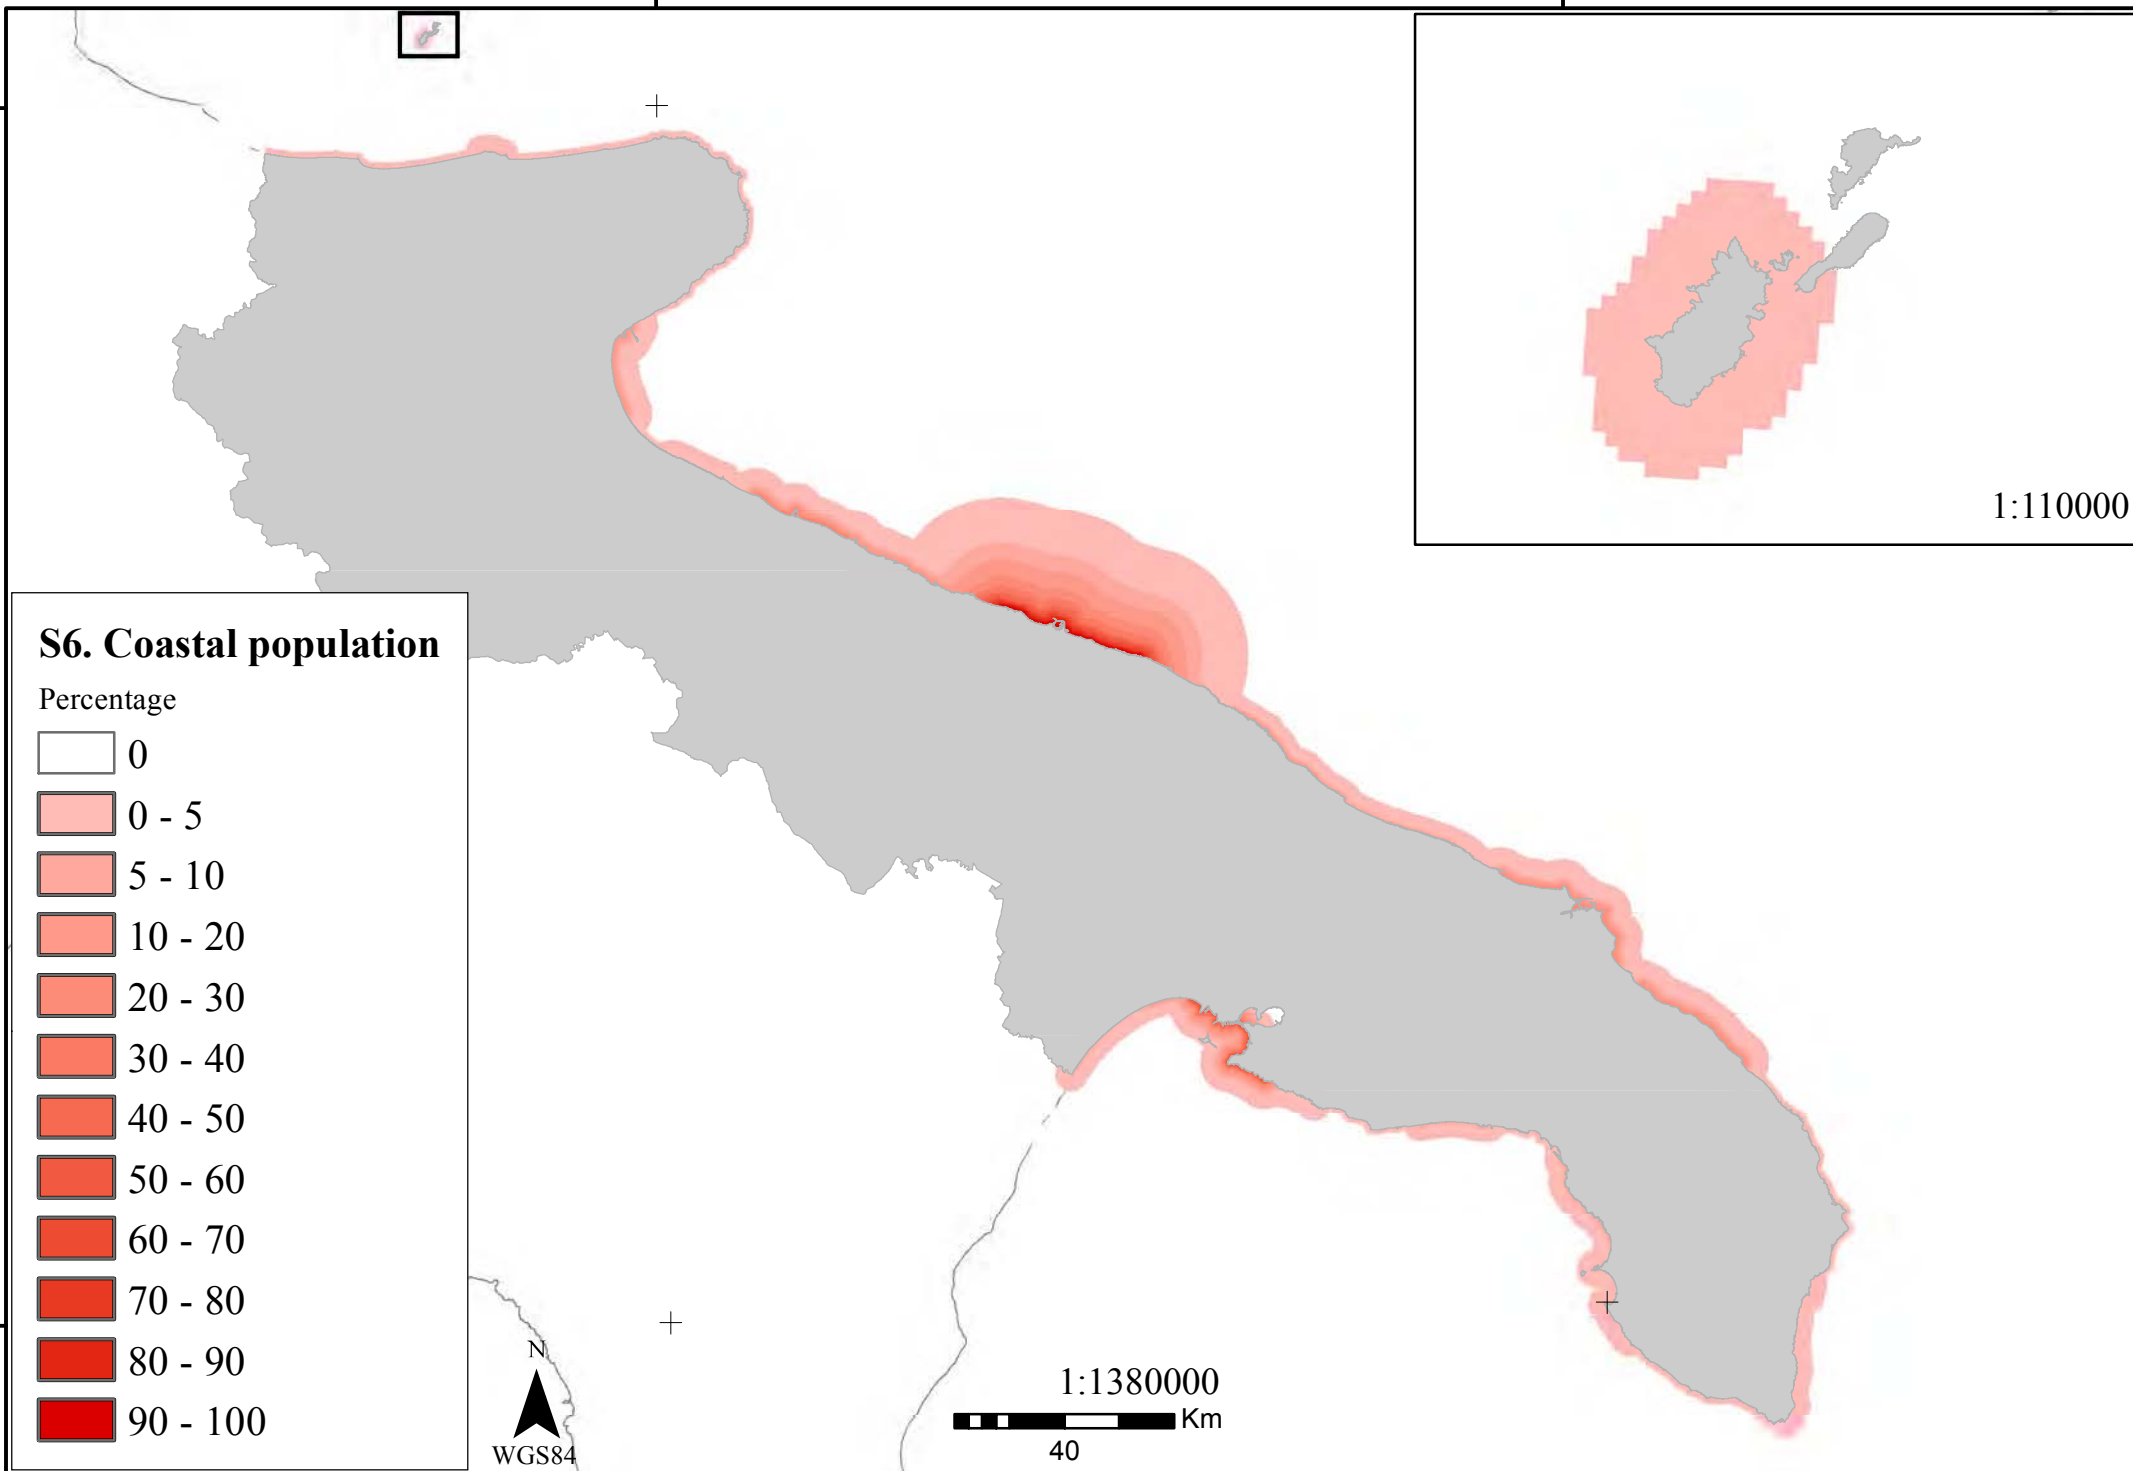 1:110000
S6. Coastal population
Percentage
0
0 - 5
5 - 10
10 - 20
20 - 30
30 - 40
40 - 50
50 - 60
60 - 70
70 - 80
80 - 90
90 - 100
N
WGS84
1:1380000
Km
40